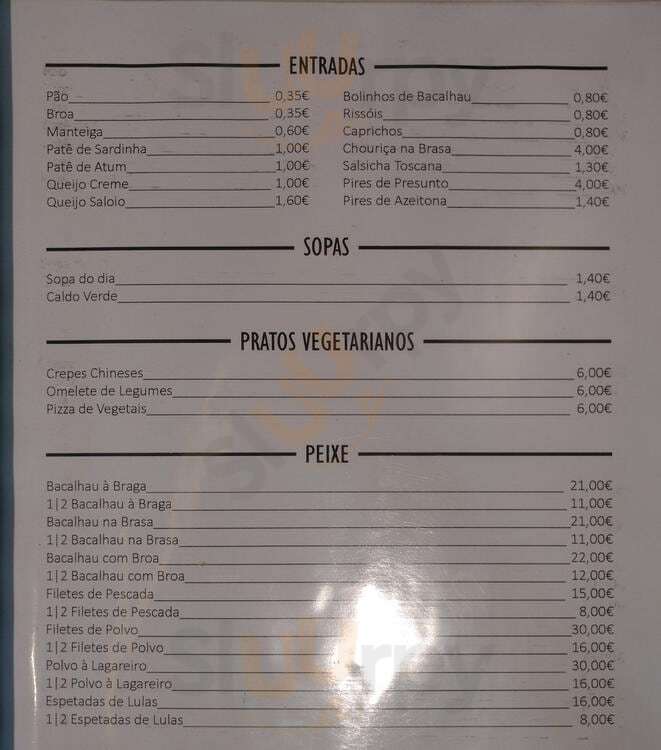 ENTRADAS
Pão 0,35€
Broa 0,35€
Manteiga 0,60€
Patê de Sardinha 1,00€
Patê de Atum 1,00€
Queijo Creme 1,00€
Queijo Saloio 1,60€
Bolinhos de Bacalhau 0,80€
Rissóis 0,80€
Caprichos 0,80€
Chouriça na Brasa 4,00€
Salsicha Toscana 1,30€
Pires de Presunto 4,00€
Pires de Azeitona 1,40€
SOPAS
Sopa do dia 1,40€
Caldo Verde 1,40€
PRATOS VEGETARIANOS
Crepes Chineses 6,00€
Omelete de Legumes 6,00€
Pizza de Vegetais 6,00€
PEIXE
Bacalhau à Braga 21,00€
1|2 Bacalhau à Braga 11,00€
Bacalhau na Brasa 21,00€
1|2 Bacalhau na Brasa 11,00€
Bacalhau com Broa 22,00€
1|2 Bacalhau com Broa 12,00€
Filetes de Pescada 15,00€
1|2 Filetes de Pescada 8,00€
Filetes de Polvo 30,00€
1|2 Filetes de Polvo 16,00€
Polvo à Lagareiro 30,00€
1|2 Polvo à Lagareiro 16,00€
Espetadas de Lulas 16,00€
1|2 Espetadas de Lulas 8,00€